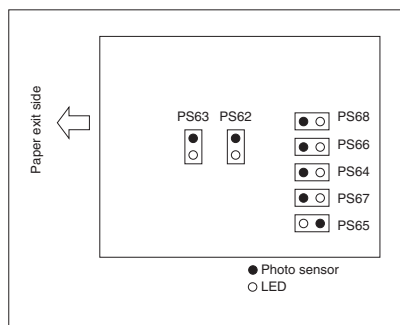 Paper exit side
PS63 PS62
PS68
PS66
PS64
PS67
PS65
Photo sensor
LED